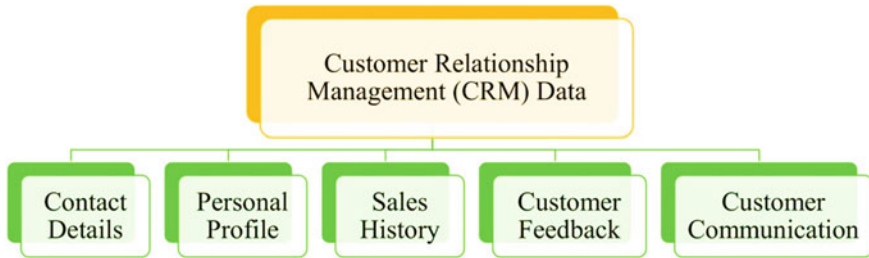 Customer Relationship
Management (CRM) Data
Contact
Details
Personal
Profile
Sales
History
Customer
Feedback
Customer
Communication